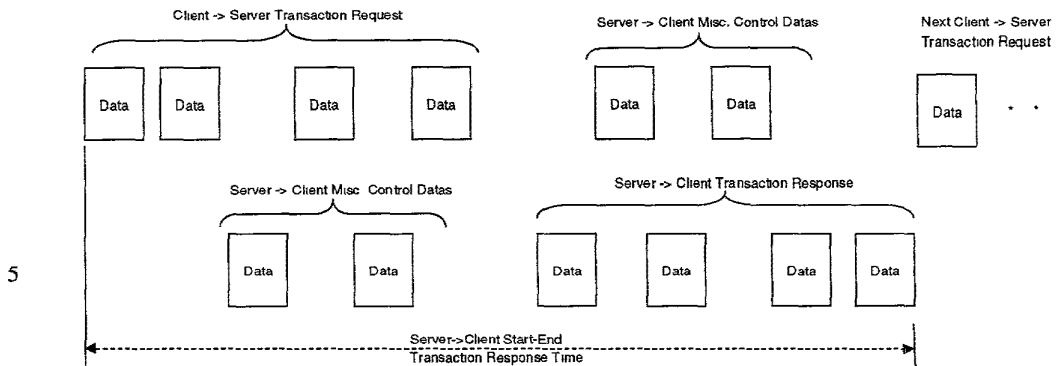 Client -> Server Transaction Request
Server -> Client Misc. Control Datas
Next Client -> Server
Transaction Request
Data Data Data Data Data Data Data
Server -> Client Misc Control Datas
Server -> Client Transaction Response
Data Data Data Data Data Data
5
Server->Client Start-End
Transaction Response Time